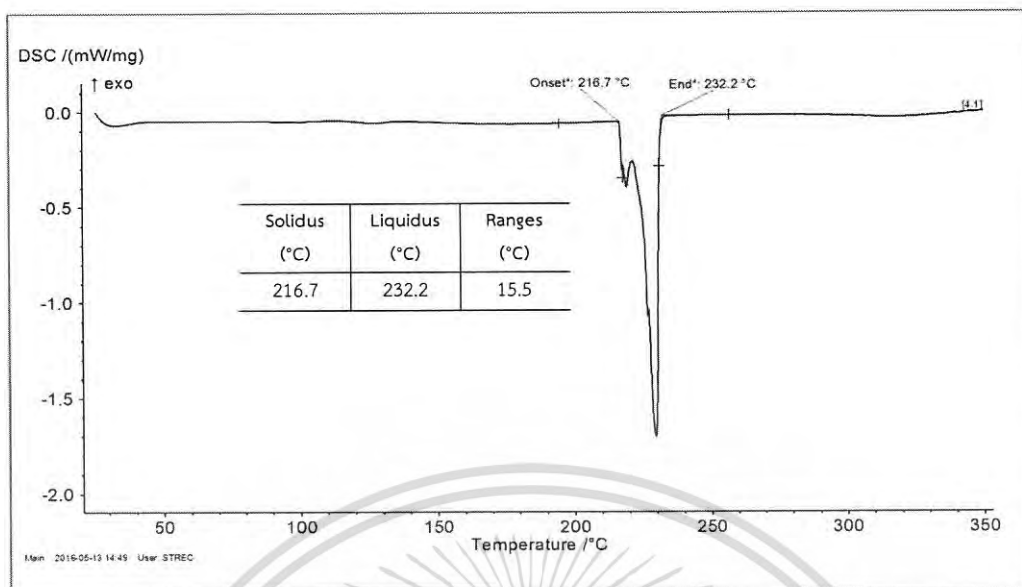 DSC /(mW/mg)
↑ exo
Onset*: 216.7 °C
End*: 232.2 °C
[4.1]
0.0
-0.5
-1.0
-1.5
-2.0
Solidus Liquidus Ranges
(°C) (°C) (°C)
216.7 232.2 15.5
50 100 150 200 250 300 350
Temperature /°C
Main 2016-05-13 14:49 User: STREC